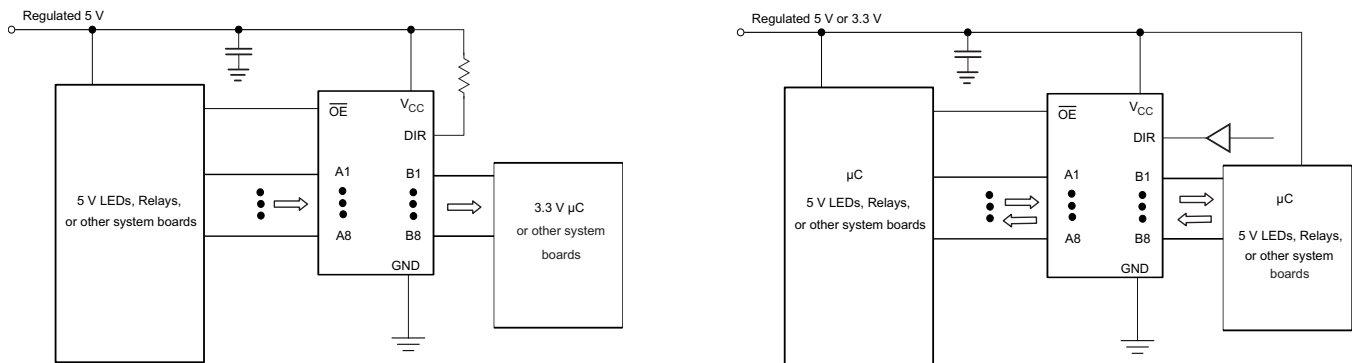 Regulated 5 V
OE
VCC
DIR
A1
B1
5 V LEDs, Relays,
or other system boards
3.3 V µC
or other system
boards
A8
B8
GND
Regulated 5 V or 3.3 V
OE
VCC
DIR
µC
5 V LEDs, Relays,
or other system boards
A1
B1
A8
B8
GND
µC
5 V LEDs, Relays,
or other system
boards